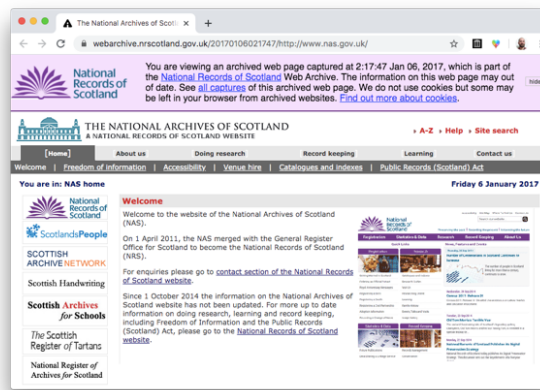 The National Archives of Scotl
webarchive.nrscotland.gov.uk/20170106021747/http://www.nas.gov.uk/
National
Records of
Scotland
You are viewing an archived web page captured at 2:17:47 Jan 06, 2017, which is part of
the National Records of Scotland Web Archive. The information on this web page may out
of date. See all captures of this archived web page. We do not use cookies but some may
be left in your browser from archived websites. Find out more about cookies.
hide
THE NATIONAL ARCHIVES OF SCOTLAND
A NATIONAL RECORDS OF SCOTLAND WEBSITE
A-Z Help Site search
[Home] About us Doing research Record keeping Learning Contact us
Welcome | Freedom of information | Accessibility | Venue hire | Catalogues and indexes | Public Records (Scotland) Act
You are in: NAS home
Friday 6 January 2017
National
Records of
Scotland
ScotlandsPeople
SCOTTISH
ARCHIVE NETWORK
Scottish Handwriting
Scottish Archives
for Schools
The Scottish
Register of Tartans
National Register of
Archives for Scotland
Welcome
Welcome to the website of the National Archives of Scotland
(NAS).
On 1 April 2011, the NAS merged with the General Register
Office for Scotland to become the National Records of Scotland
(NRS).
For enquiries please go to contact section of the National Records
of Scotland website.
Since 1 October 2014 the information on the National Archives of
Scotland website has not been updated. For more up to date
information on doing research, learning and record keeping,
including Freedom of Information and the Public Records
(Scotland) Act, please go to the National Records of Scotland
website.
National
Records of
Scotland